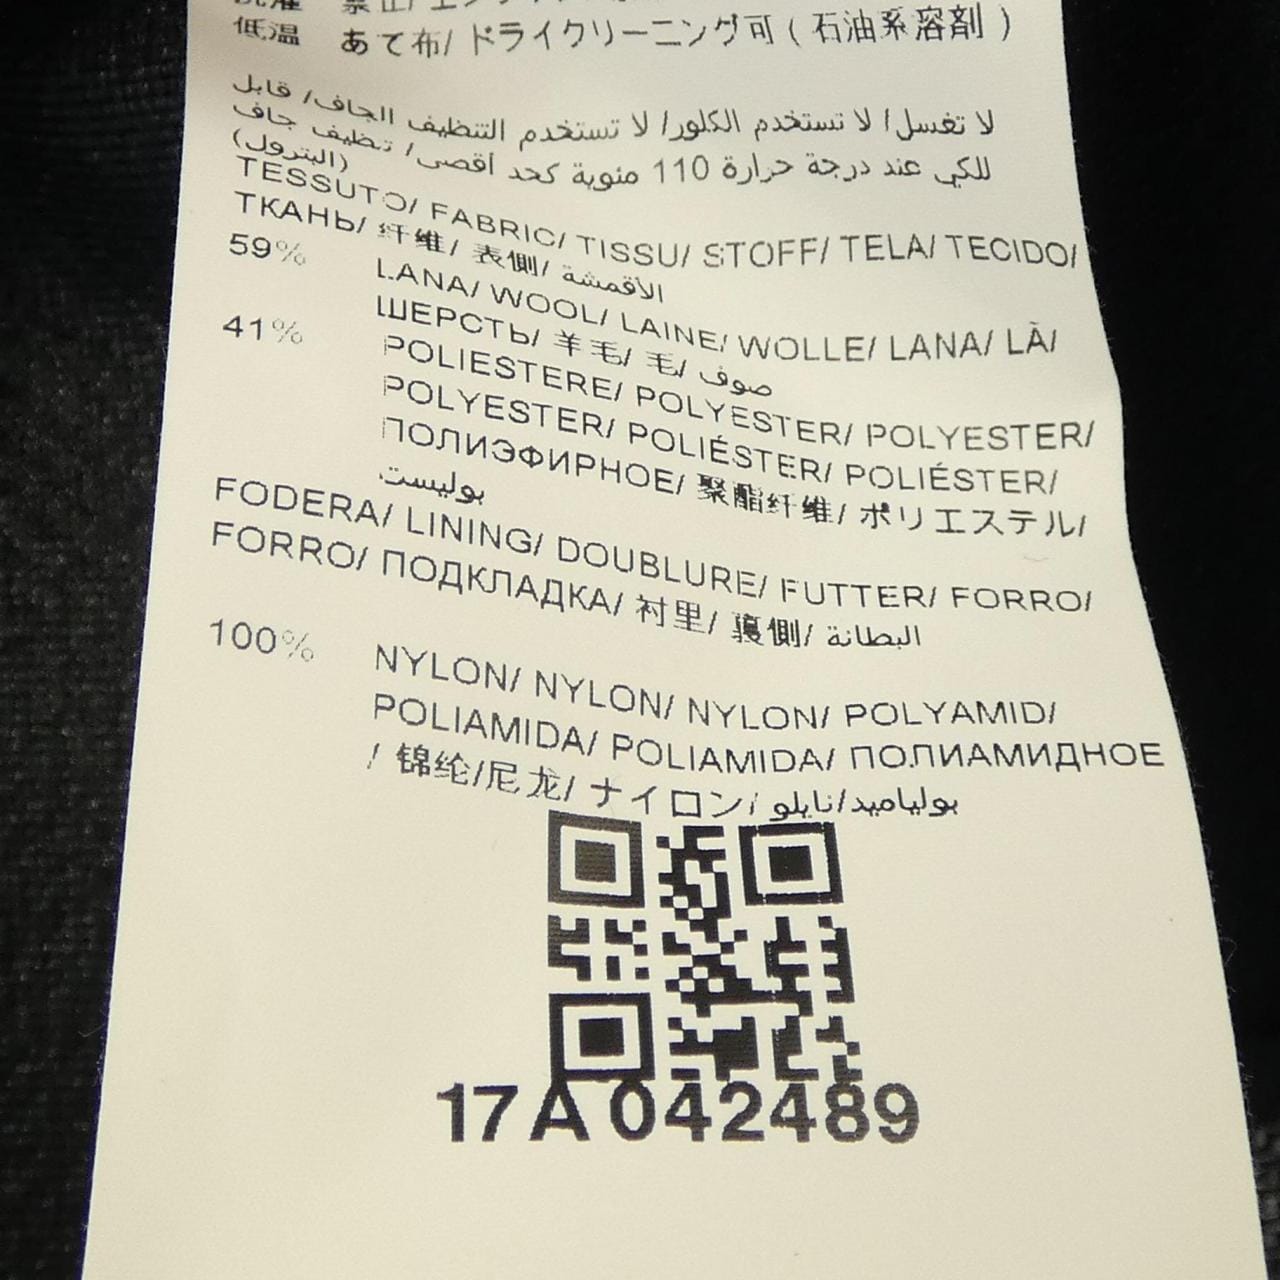 低温 あて布/ ドライクリーニング可 ( 石油系溶剤 )
لا تغسل/ لا تستخدم الكلور/ لا تستخدم التنظيف الجاف/ قابل
للكي عند درجة حرارة 110 مئوية كحد أقصى/ تنظيف جاف
(البترول)
TESSUTO/ FABRIC/ TISSU/ STOFF/ TELA/ TECIDO/
ТКАНЬ/ 纤维/ 表側/ الأقمشة
59% LANA/ WOOL/ LAINE/ WOLLE/ LANA/ LÃ/
ШЕРСТЬ/ 羊毛/ 毛/ صوف
41% POLIESTERE/ POLYESTER/ POLYESTER/
POLYESTER/ POLIÉSTER/ POLIÉSTER/
ПОЛИЭФИРНОЕ/ 聚酯纤维/ ポリエステル/
بوليست
FODERA/ LINING/ DOUBLURE/ FUTTER/ FORRO/
FORRO/ ПОДКЛАДКА/ 衬里/ 裏側/ البطانة
100% NYLON/ NYLON/ NYLON/ POLYAMID/
POLIAMIDA/ POLIAMIDA/ ПОЛИАМИДНОЕ
/ 锦纶/尼龙/ ナイロン/ بولياميد/نايلو
17A042489